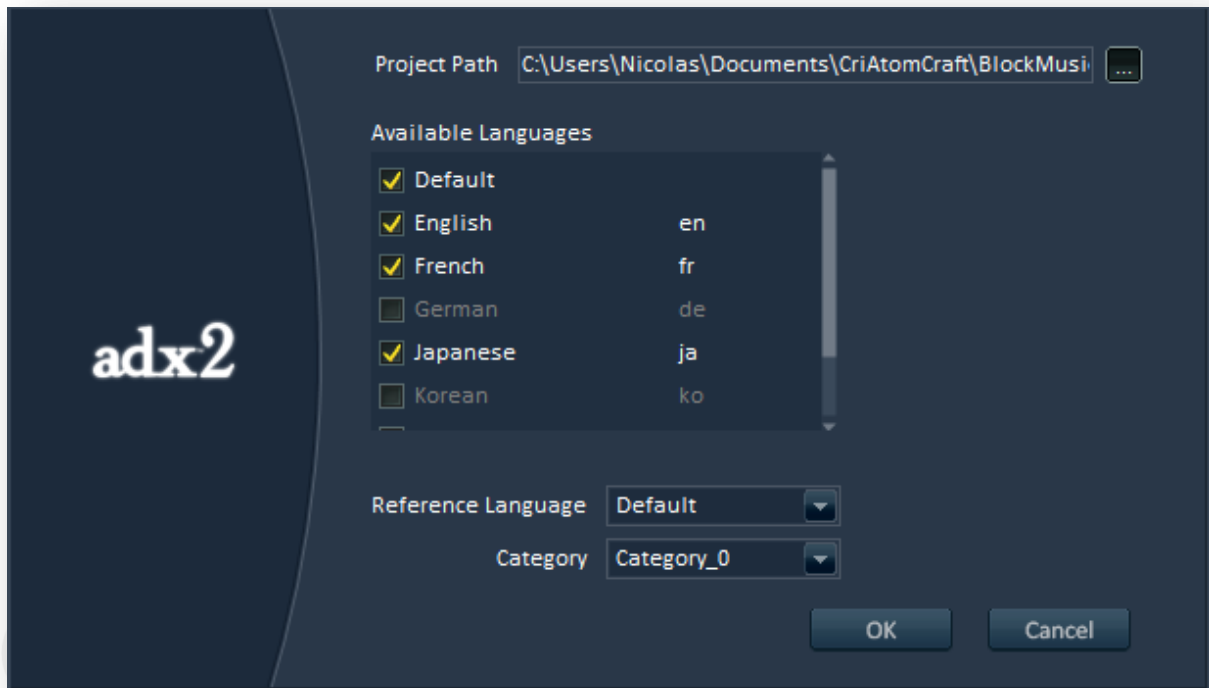 adx2
Project Path C:\Users\Nicolas\Documents\CriAtomCraft\BlockMusi ...
Available Languages
Default
English en
French fr
German de
Japanese ja
Korean ko
Reference Language Default
Category Category_0
OK Cancel